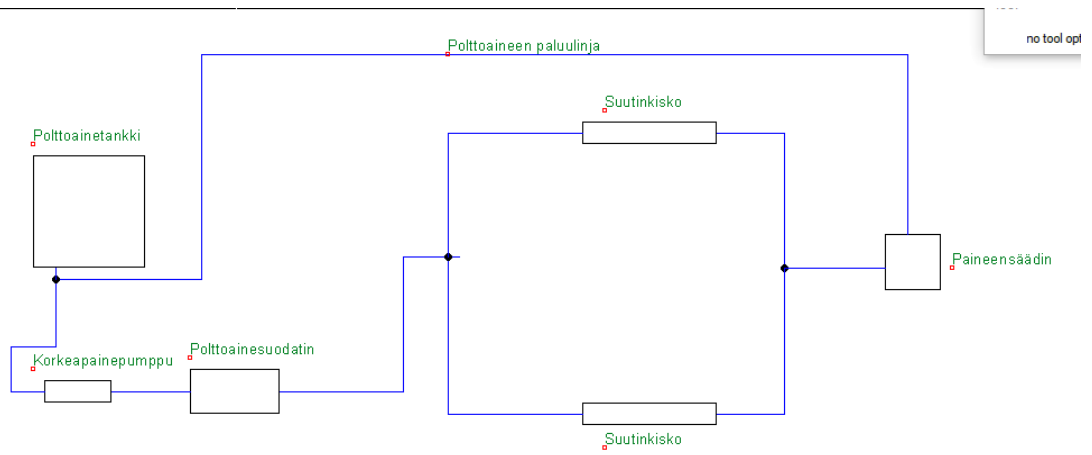 no tool opt
Polttoaineen paluulinja
Suutinkisko
Polttoainetankki
Paineensäädin
Polttoainesuodatin
Korkeapainepumppu
Suutinkisko